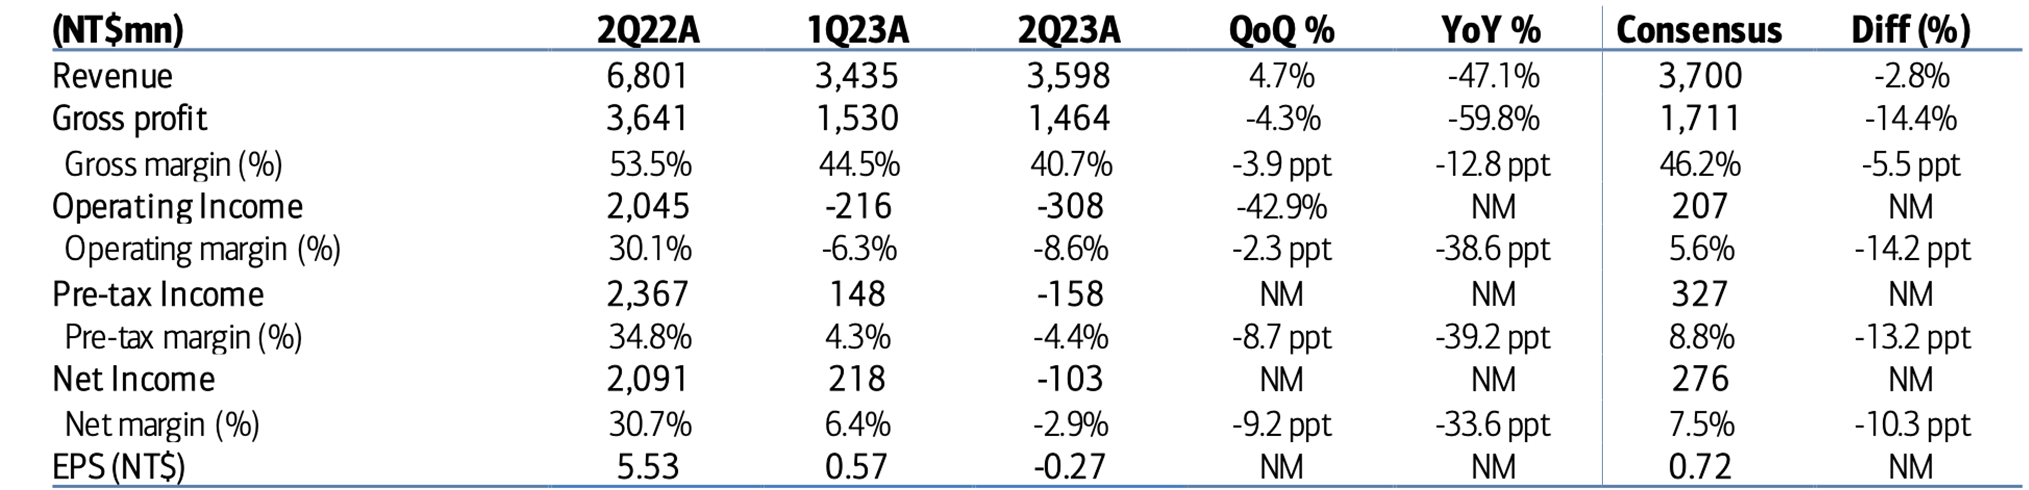 (NT$mn) 2Q22A 1Q23A 2Q23A QoQ % YoY % Consensus Diff (%)
Revenue 6,801 3,435 3,598 4.7% -47.1% 3,700 -2.8%
Gross profit 3,641 1,530 1,464 -4.3% -59.8% 1,711 -14.4%
Gross margin (%) 53.5% 44.5% 40.7% -3.9 ppt -12.8 ppt 46.2% -5.5 ppt
Operating Income 2,045 -216 -308 -42.9% NM 207 NM
Operating margin (%) 30.1% -6.3% -8.6% -2.3 ppt -38.6 ppt 5.6% -14.2 ppt
Pre-tax Income 2,367 148 -158 NM NM 327 NM
Pre-tax margin (%) 34.8% 4.3% -4.4% -8.7 ppt -39.2 ppt 8.8% -13.2 ppt
Net Income 2,091 218 -103 NM NM 276 NM
Net margin (%) 30.7% 6.4% -2.9% -9.2 ppt -33.6 ppt 7.5% -10.3 ppt
EPS (NT$) 5.53 0.57 -0.27 NM NM 0.72 NM